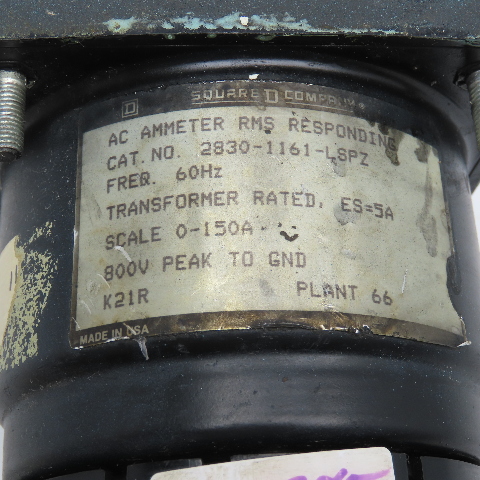 SQUARE D COMPANY
AC AMMETER RMS RESPONDING
CAT. NO. 2830-1161-LSPZ
FREQ. 60Hz
TRANSFORMER RATED, ES=5A
SCALE 0-150A
800V PEAK TO GND
K21R PLANT 66
MADE IN USA